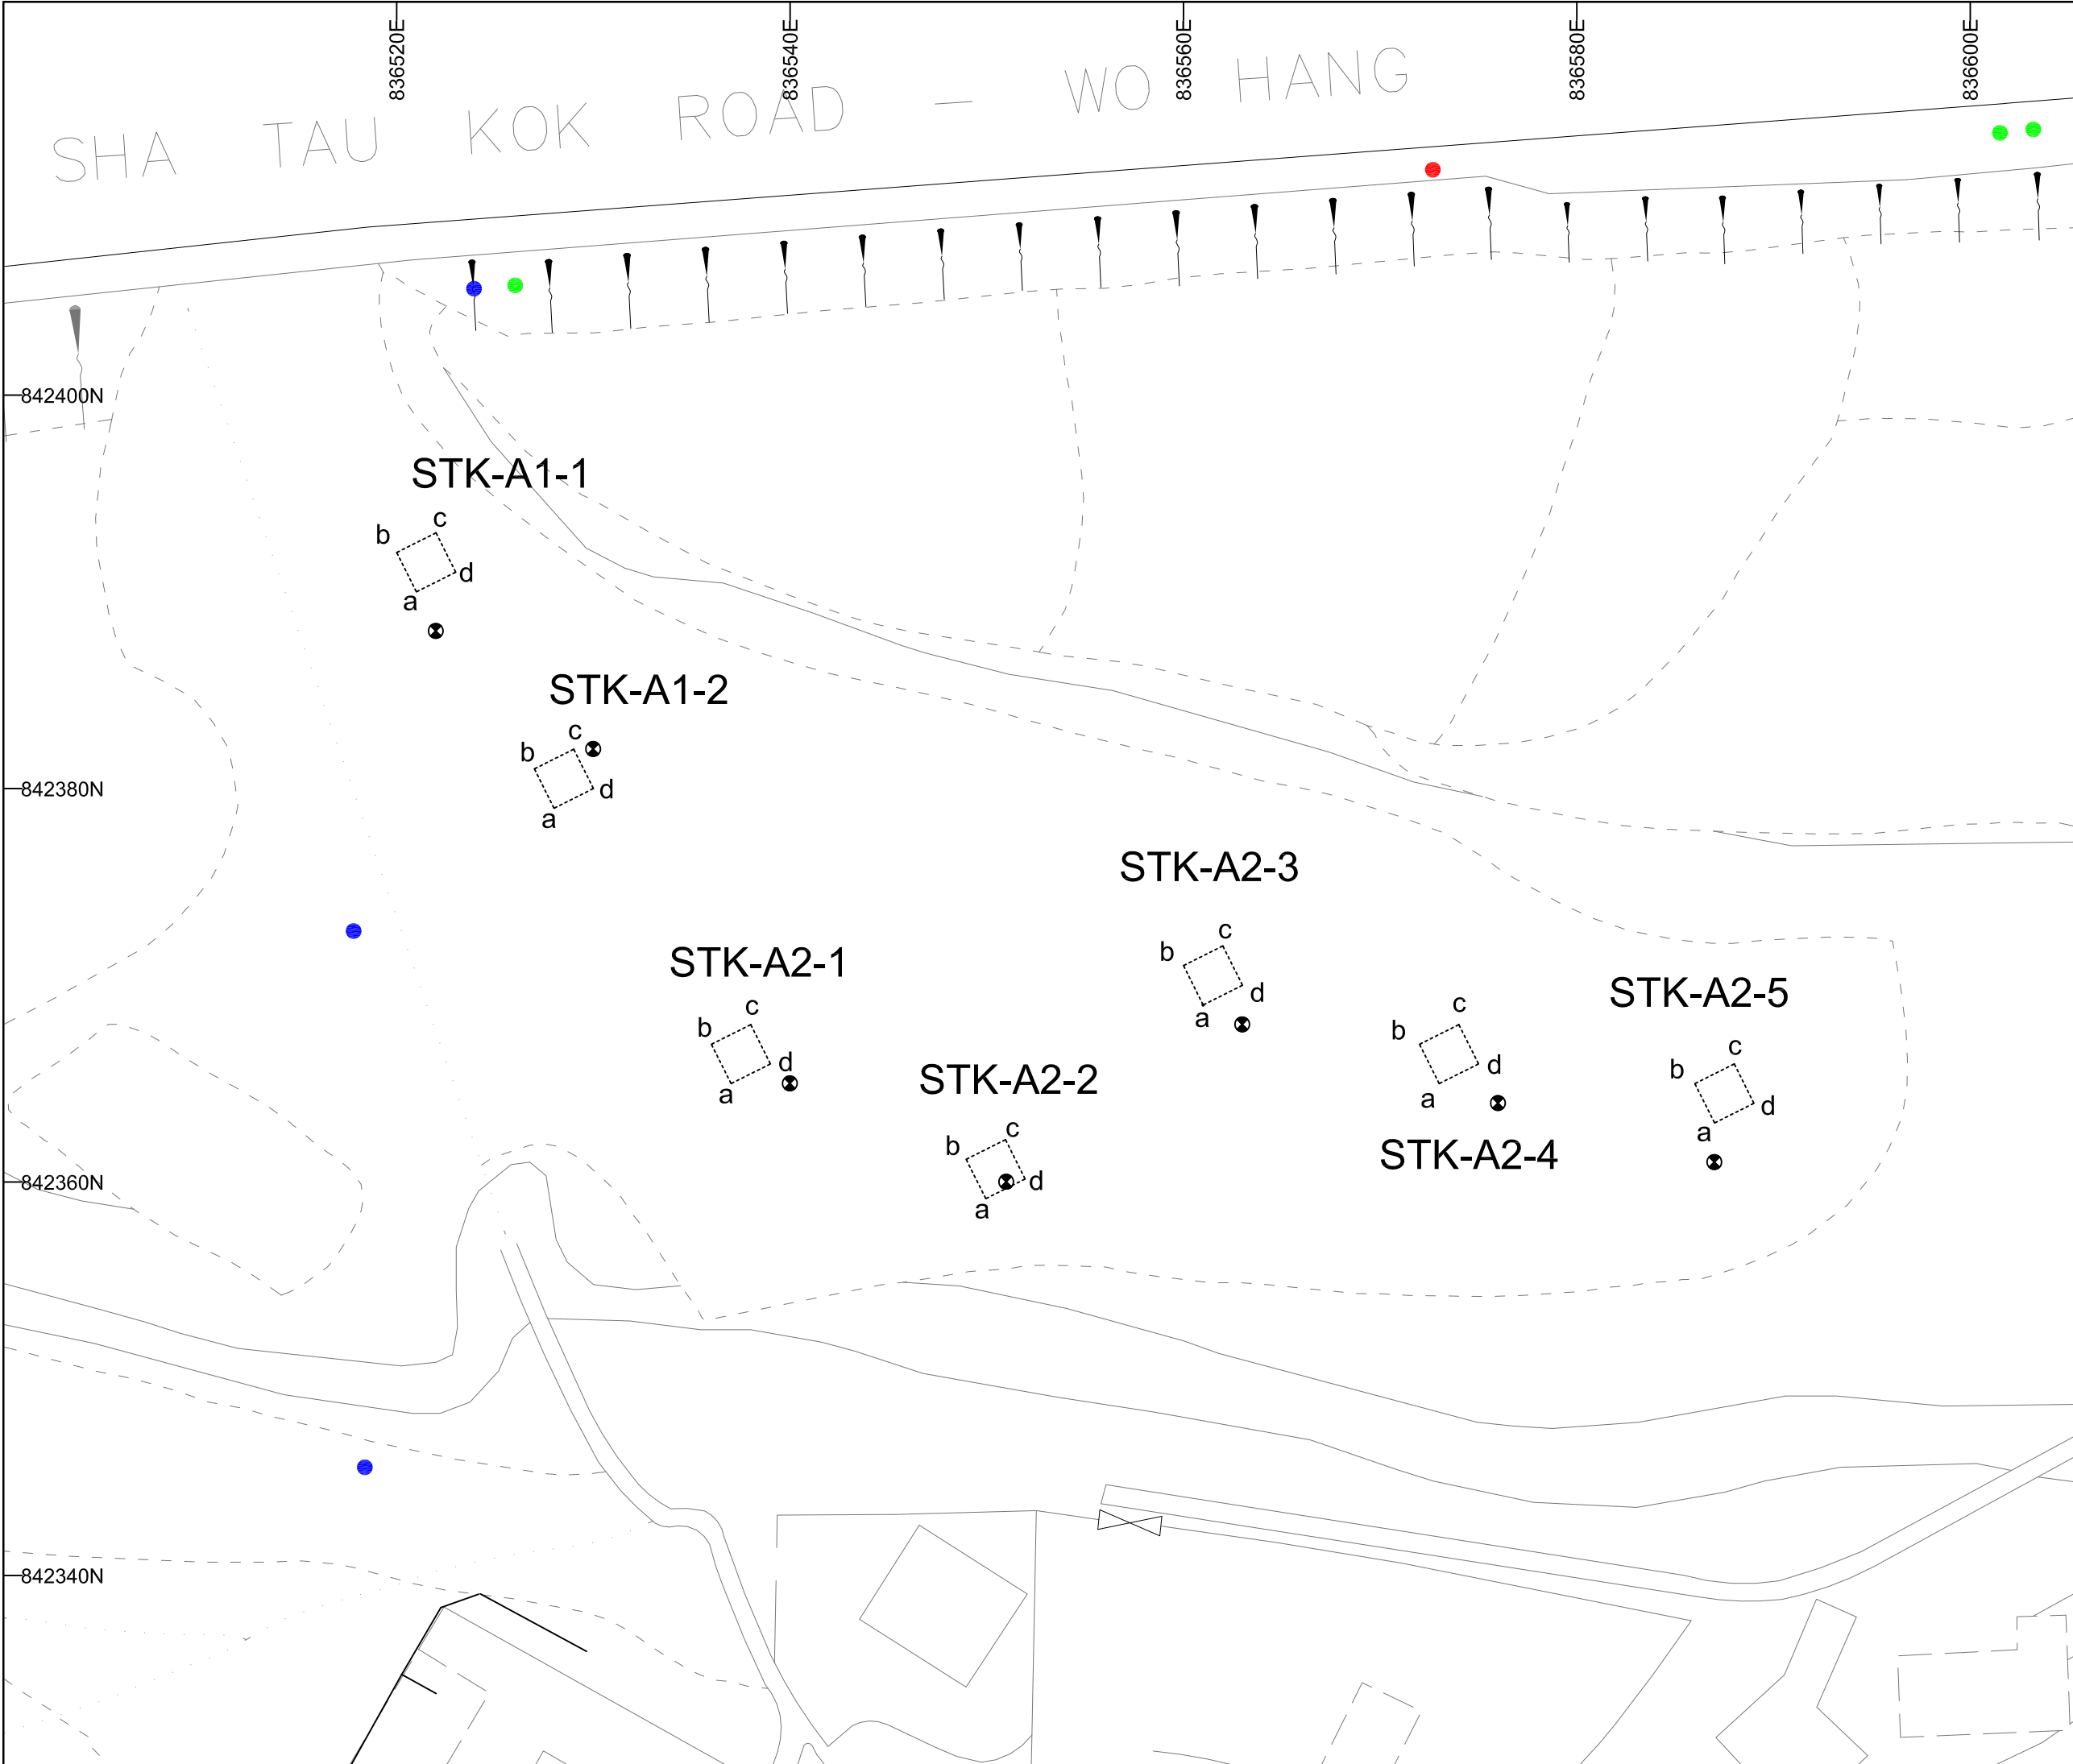 836520E
836540E
836560E
836580E
836600E
SHA TAU KOK ROAD — WO HANG
842400N
STK-A1-1
c
b
d
a
STK-A1-2
c
b
d
a
842380N
STK-A2-3
c
b
d
a
STK-A2-1
c
b
d
a
STK-A2-5
c
b
d
a
c
b
d
a
STK-A2-4
STK-A2-2
c
b
d
a
842360N
842340N